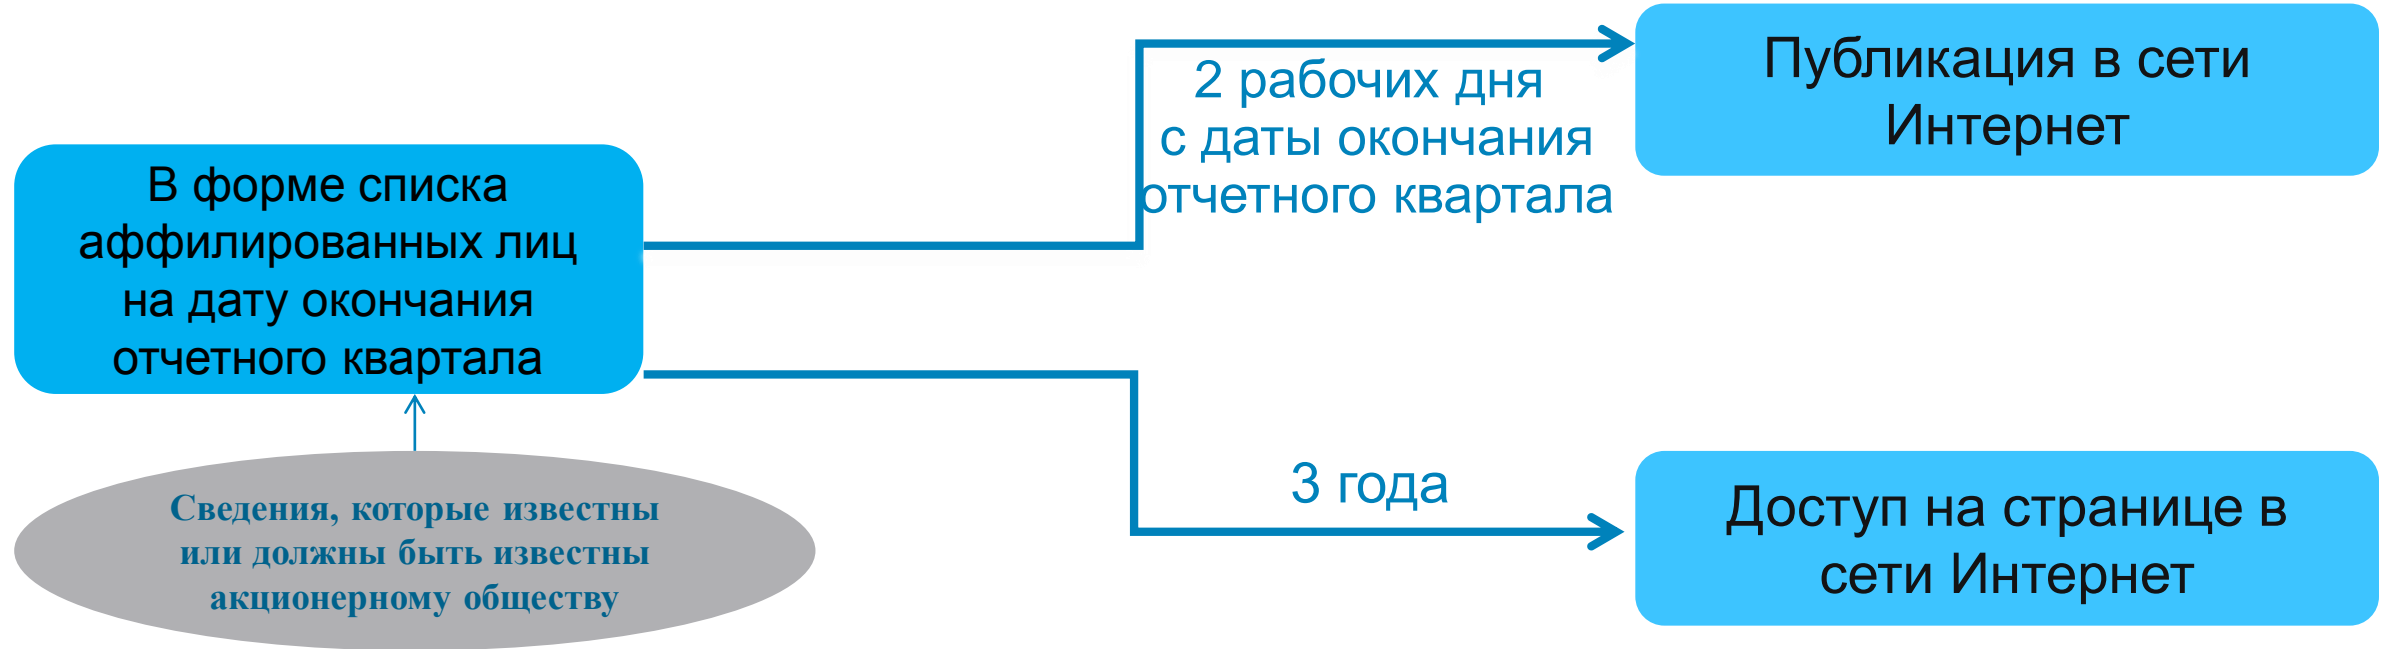 В форме списка
аффилированных лиц
на дату окончания
отчетного квартала
Сведения, которые известны
или должны быть известны
акционерному обществу
2 рабочих дня
с даты окончания
отчетного квартала
Публикация в сети
Интернет
3 года
Доступ на странице в
сети Интернет